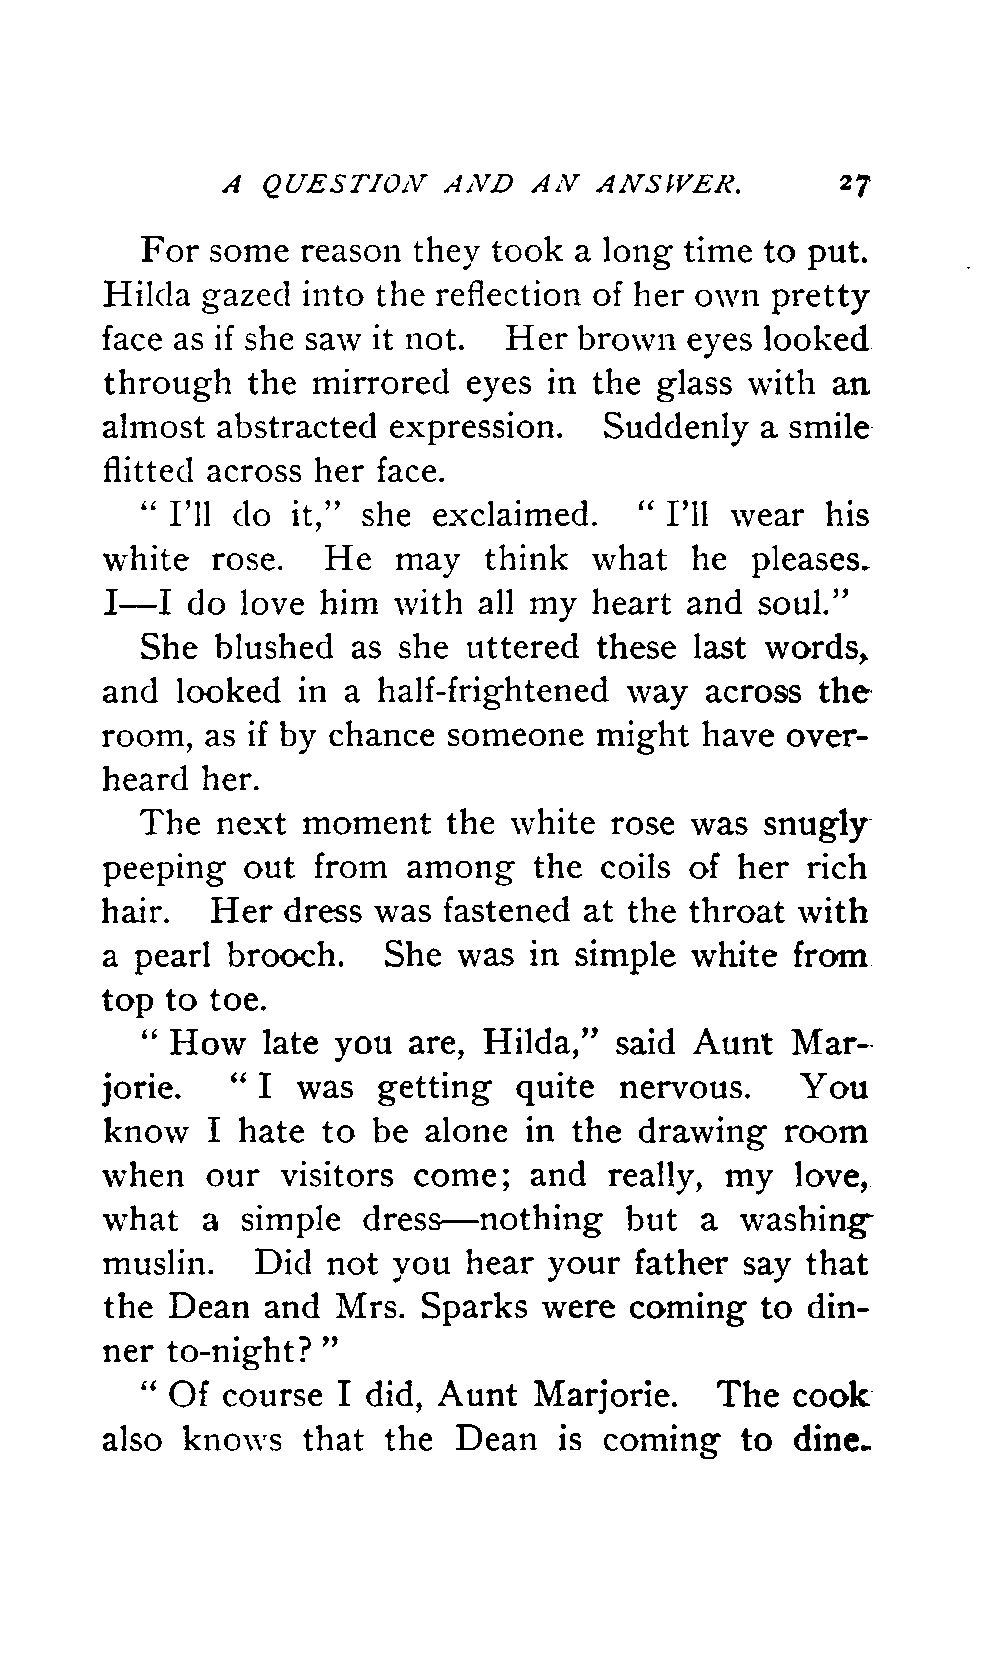 A QUESTION AND AN ANSWER. 27
For some reason they took a long time to put.
Hilda gazed into the reflection of her own pretty
face as if she saw it not. Her brown eyes looked
through the mirrored eyes in the glass with an
almost abstracted expression. Suddenly a smile
flitted across her face.
“ I’ll do it,” she exclaimed. “ I’ll wear his
white rose. He may think what he pleases.
I—I do love him with all my heart and soul.”
She blushed as she uttered these last words,
and looked in a half-frightened way across the
room, as if by chance someone might have over-
heard her.
The next moment the white rose was snugly
peeping out from among the coils of her rich
hair. Her dress was fastened at the throat with
a pearl brooch. She was in simple white from
top to toe.
“ How late you are, Hilda,” said Aunt Mar-
jorie. “ I was getting quite nervous. You
know I hate to be alone in the drawing room
when our visitors come; and really, my love,
what a simple dress—nothing but a washing
muslin. Did not you hear your father say that
the Dean and Mrs. Sparks were coming to din-
ner to-night? ”
“ Of course I did, Aunt Marjorie. The cook
also knows that the Dean is coming to dine.